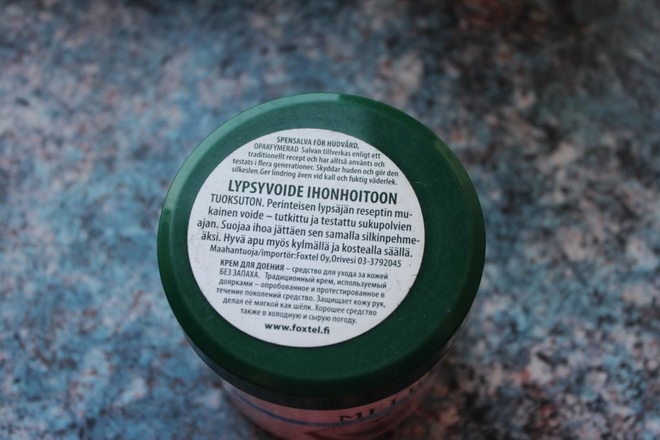 SPENSALVA FÖR HUDVÅRD,
OPARFYMERAD Salvan tillverkas enligt ett
traditionellt recept och har alltså använts och
testats i flera generationer. Skyddar huden och gör den
silkeslen.Ger lindring även vid kall och fuktig väderlek.
LYPSYVOIDE IHONHOITOON
TUOKSUTON. Perinteisen lypsäjän reseptin mu-
kainen voide – tutkittu ja testattu sukupolvien
ajan. Suojaa ihoa jättäen sen samalla silkinpehme-
äksi. Hyvä apu myös kylmällä ja kostealla säällä.
Maahantuoja/importör:Foxtel Oy,Orivesi 03-3792045
КРЕМ ДЛЯ ДОЕНИЯ – средство для ухода за кожей
БЕЗ ЗАПАХА. Традиционный крем, используемый
доярками – опробованное и протестированное в
течение поколений средство. Защищает кожу рук,
делая её мягкой как шёлк. Хорошее средство
также в холодную и сырую погоду.
www.foxtel.fi